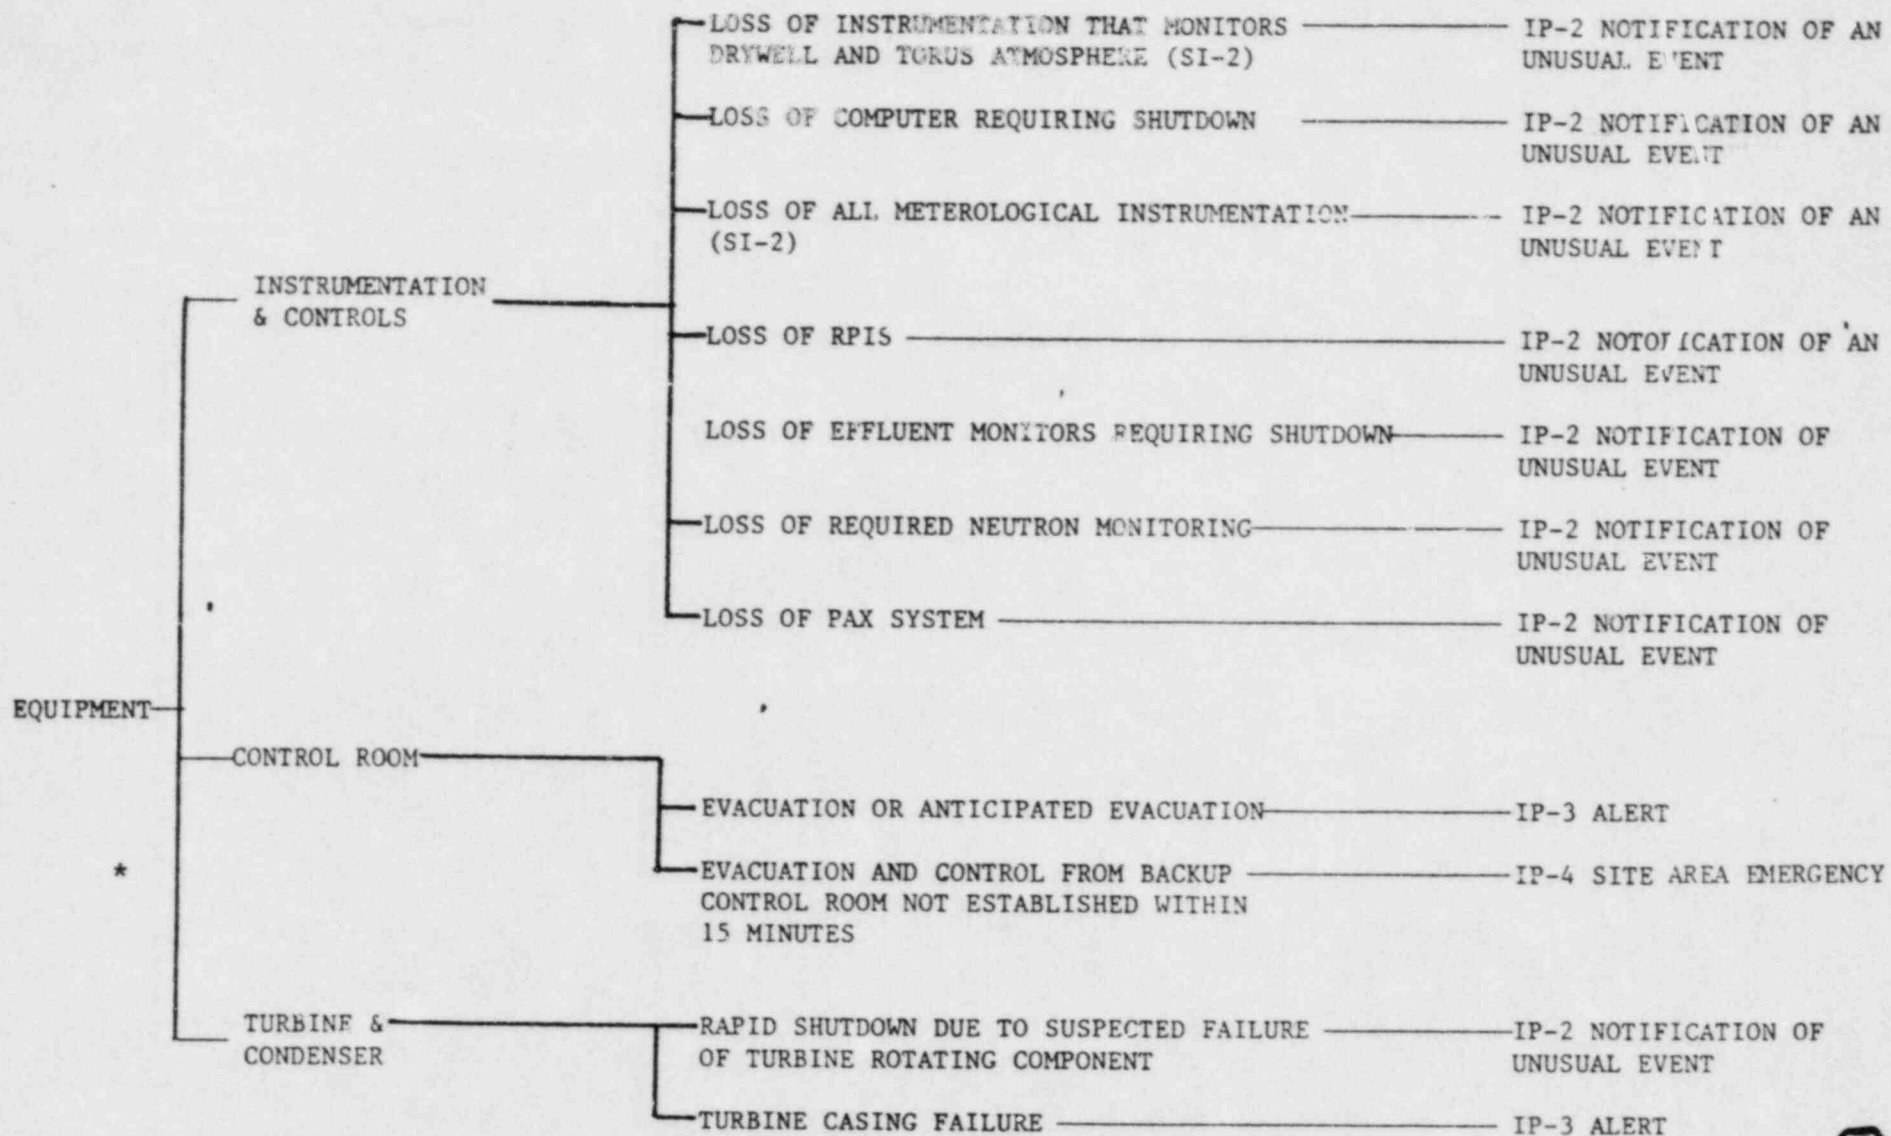 LOSS OF INSTRUMENTATION THAT MONITORS
DRYWELL AND TORUS ATMOSPHERE (SI-2)
IP-2 NOTIFICATION OF AN
UNUSUAL EVENT
LOSS OF COMPUTER REQUIRING SHUTDOWN
IP-2 NOTIFICATION OF AN
UNUSUAL EVENT
LOSS OF ALL METEROLOGICAL INSTRUMENTATION
(SI-2)
IP-2 NOTIFICATION OF AN
UNUSUAL EVENT
INSTRUMENTATION
& CONTROLS
LOSS OF RPIS
IP-2 NOTOFICATION OF AN
UNUSUAL EVENT
LOSS OF EFFLUENT MONITORS REQUIRING SHUTDOWN
IP-2 NOTIFICATION OF
UNUSUAL EVENT
LOSS OF REQUIRED NEUTRON MONITORING
IP-2 NOTIFICATION OF
UNUSUAL EVENT
LOSS OF PAX SYSTEM
IP-2 NOTIFICATION OF
UNUSUAL EVENT
EQUIPMENT
CONTROL ROOM
EVACUATION OR ANTICIPATED EVACUATION
IP-3 ALERT
*
EVACUATION AND CONTROL FROM BACKUP
CONTROL ROOM NOT ESTABLISHED WITHIN
15 MINUTES
IP-4 SITE AREA EMERGENCY
TURBINE &
CONDENSER
RAPID SHUTDOWN DUE TO SUSPECTED FAILURE
OF TURBINE ROTATING COMPONENT
IP-2 NOTIFICATION OF
UNUSUAL EVENT
TURBINE CASING FAILURE
IP-3 ALERT